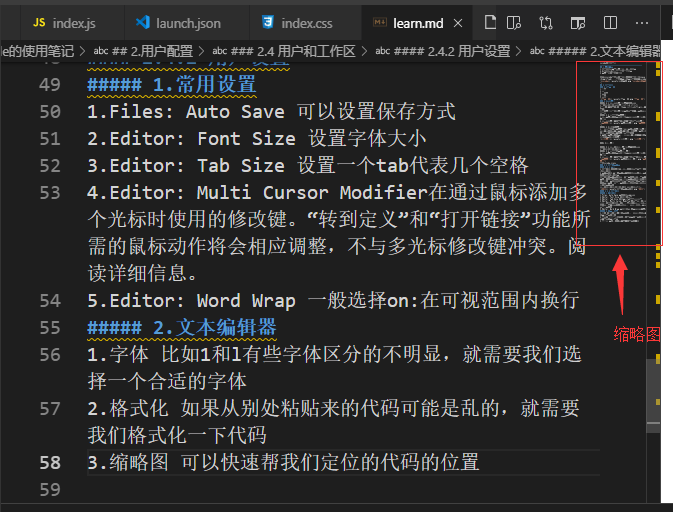 index.js
launch.json
index.css
learn.md
le的使用笔记 > abc ## 2.用户配置 > abc ### 2.4 用户和工作区 > abc #### 2.4.2 用户设置 > abc ##### 2.文本编辑器
49 ##### 1.常用设置
50 1.Files: Auto Save 可以设置保存方式
51 2.Editor: Font Size 设置字体大小
52 3.Editor: Tab Size 设置一个tab代表几个空格
53 4.Editor: Multi Cursor Modifier在通过鼠标添加多
个光标时使用的修改键。“转到定义”和“打开链接”功能所
需的鼠标动作将会相应调整，不与多光标修改键冲突。阅
读详细信息。
54 5.Editor: Word Wrap 一般选择on:在可视范围内换行
55 ##### 2.文本编辑器
56 1.字体 比如1和l有些字体区分的不明显，就需要我们选
择一个合适的字体
57 2.格式化 如果从别处粘贴来的代码可能是乱的，就需要
我们格式化一下代码
58 3.缩略图 可以快速帮我们定位的代码的位置
59
缩略图